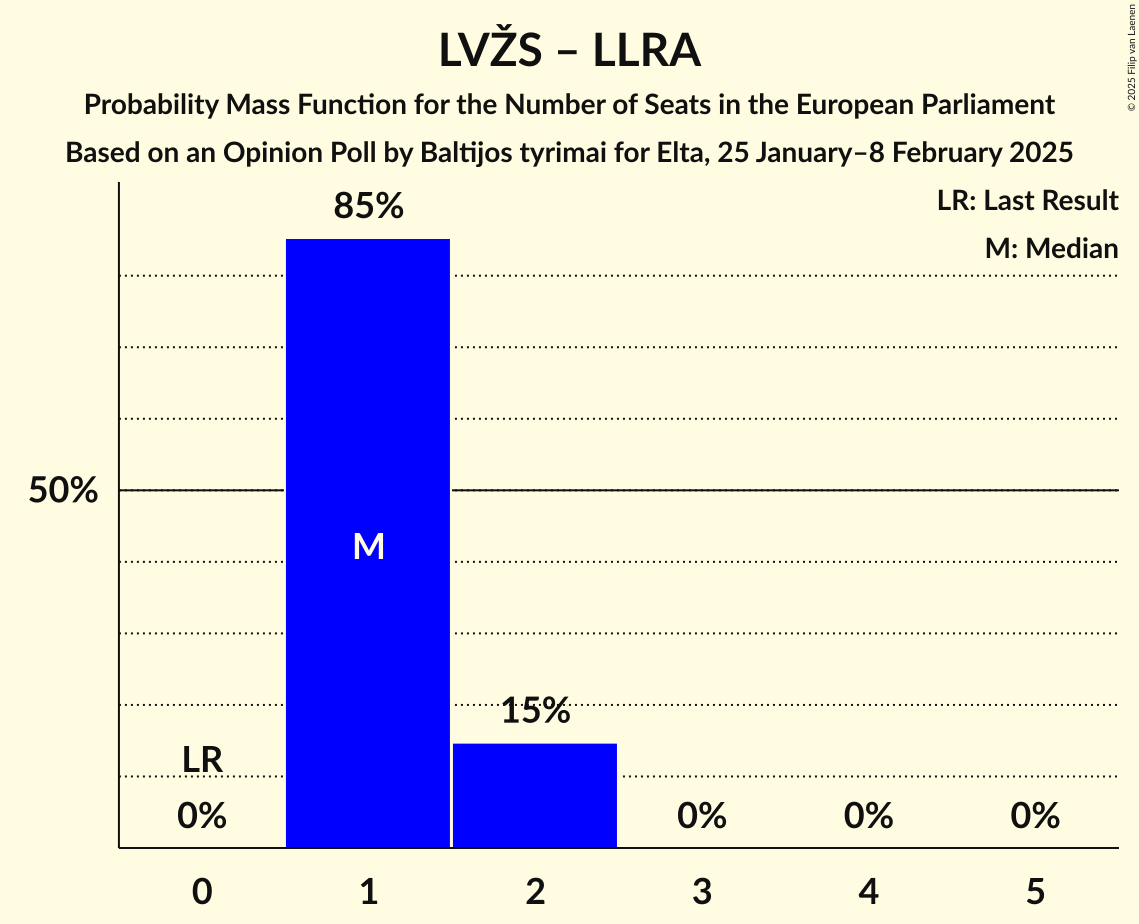 LVŽS – LLRA
Probability Mass Function for the Number of Seats in the European Parliament
Based on an Opinion Poll by Baltijos tyrimai for Elta, 25 January–8 February 2025
© 2025 Filip van Laenen
LR: Last Result
M: Median
85%
50%
M
15%
LR
0%
0%
0%
0%
0
1
2
3
4
5